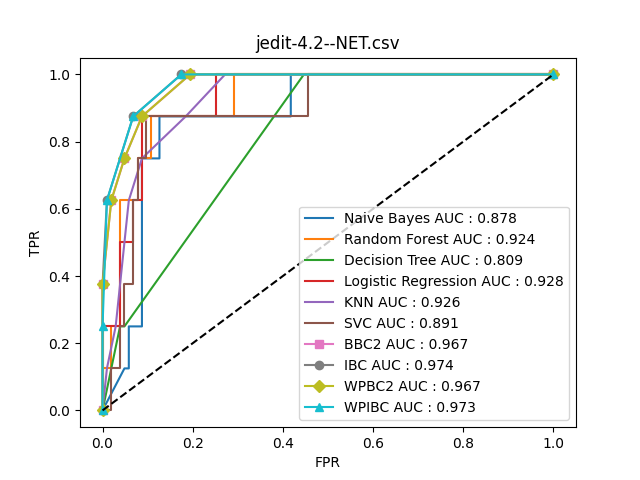 jedit-4.2--NET.csv
TPR
1.0
0.8
0.6
0.4
0.2
0.0
Naive Bayes AUC : 0.878
Random Forest AUC : 0.924
Decision Tree AUC : 0.809
Logistic Regression AUC : 0.928
KNN AUC : 0.926
SVC AUC : 0.891
BBC2 AUC : 0.967
IBC AUC : 0.974
WPBC2 AUC : 0.967
WPIBC AUC : 0.973
0.0 0.2 0.4 0.6 0.8 1.0
FPR